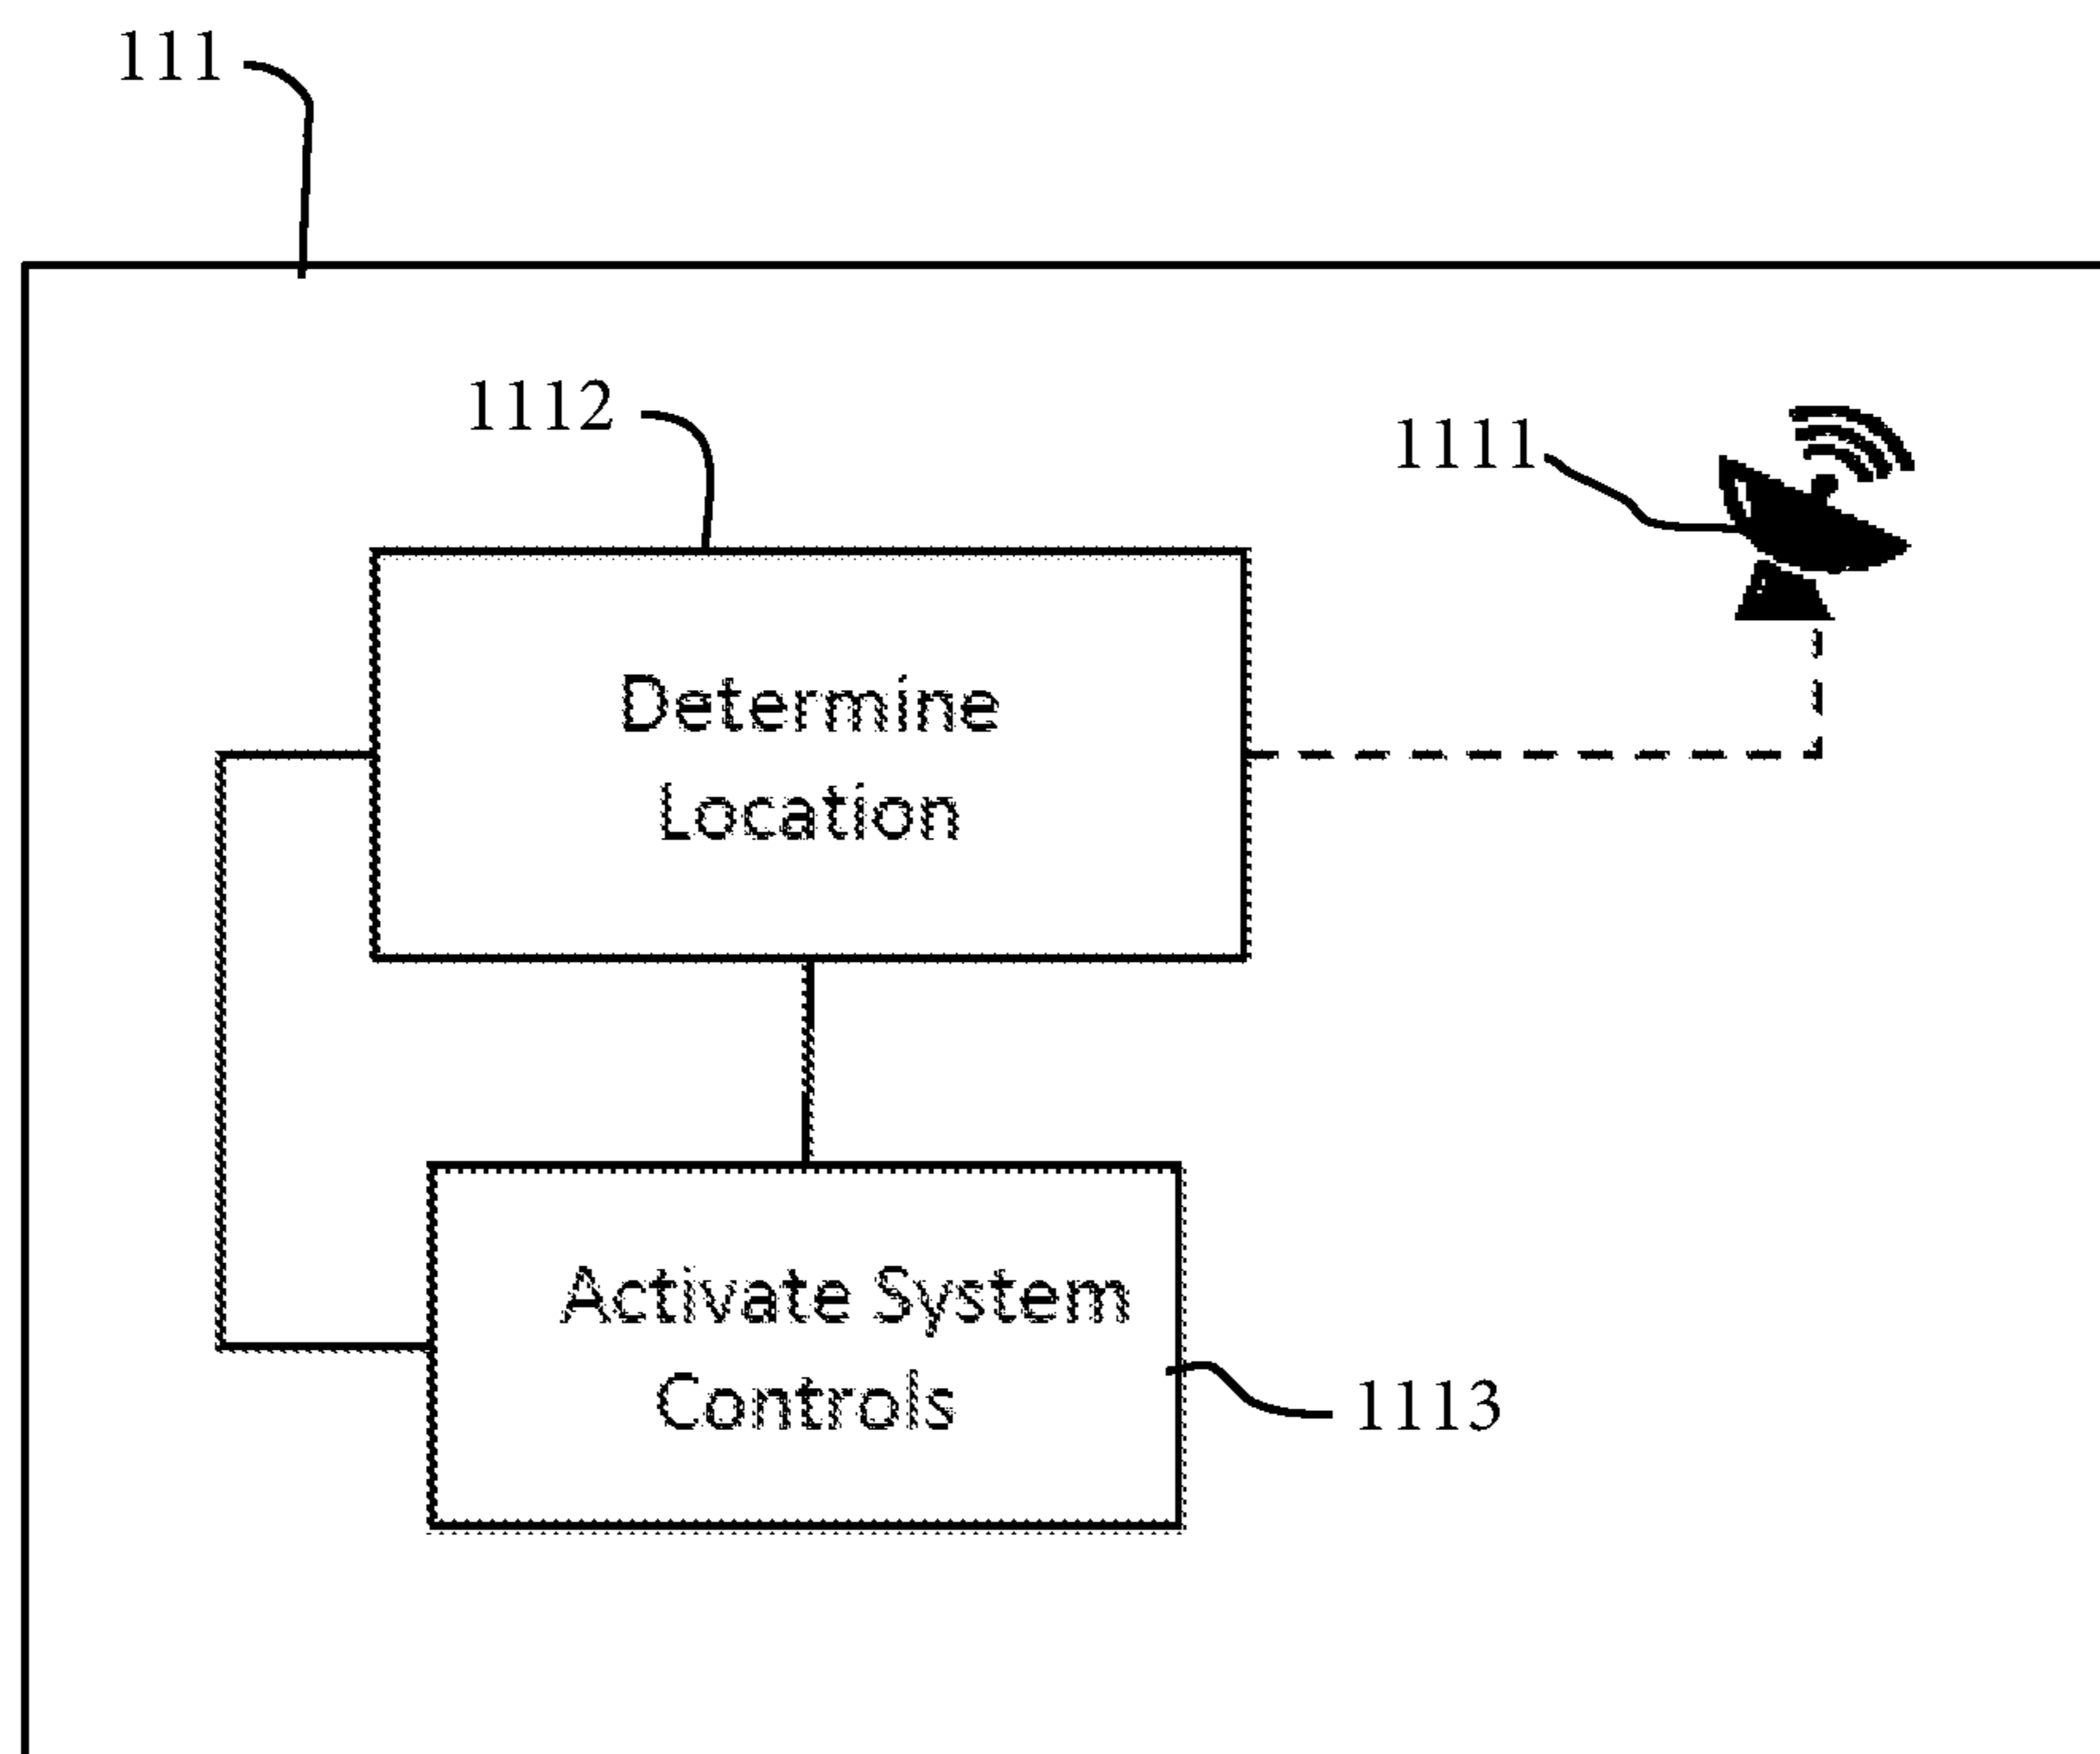 111
1112
1111
Determine
Location
Activate System
Controls
1113